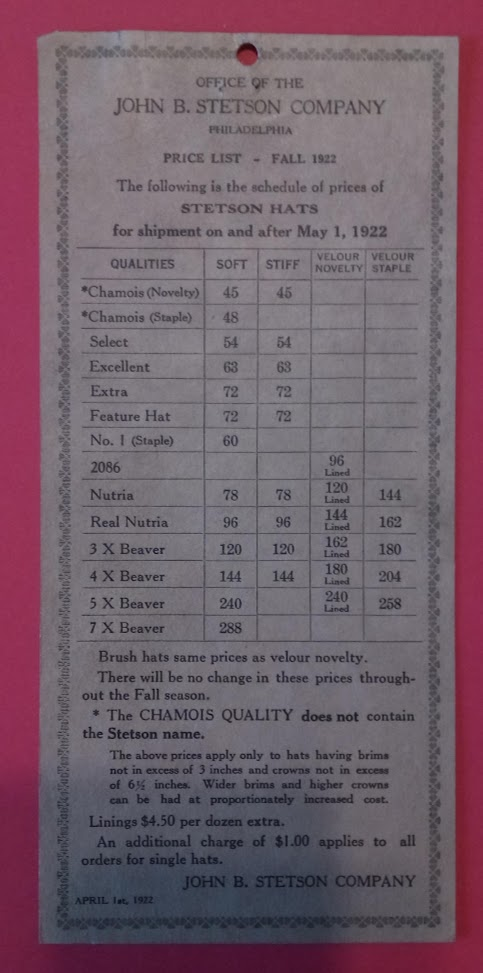 OFFICE OF THE
JOHN B. STETSON COMPANY
PHILADELPHIA
PRICE LIST - FALL 1922
The following is the schedule of prices of
STETSON HATS
for shipment on and after May 1, 1922
QUALITIES SOFT STIFF VELOUR NOVELTY VELOUR STAPLE
*Chamois (Novelty) 45 45
*Chamois (Staple) 48
Select 54 54
Excellent 63 63
Extra 72 72
Feature Hat 72 72
No. 1 (Staple) 60
2086 96 Lined
Nutria 78 78 120 Lined 144
Real Nutria 96 96 144 Lined 162
3 X Beaver 120 120 162 Lined 180
4 X Beaver 144 144 180 Lined 204
5 X Beaver 240 240 Lined 258
7 X Beaver 288
Brush hats same prices as velour novelty.
There will be no change in these prices through-
out the Fall season.
* The CHAMOIS QUALITY does not contain
the Stetson name.
The above prices apply only to hats having brims
not in excess of 3 inches and crowns not in excess
of 6½ inches. Wider brims and higher crowns
can be had at proportionately increased cost.
Linings $4.50 per dozen extra.
An additional charge of $1.00 applies to all
orders for single hats.
JOHN B. STETSON COMPANY
APRIL 1st, 1922